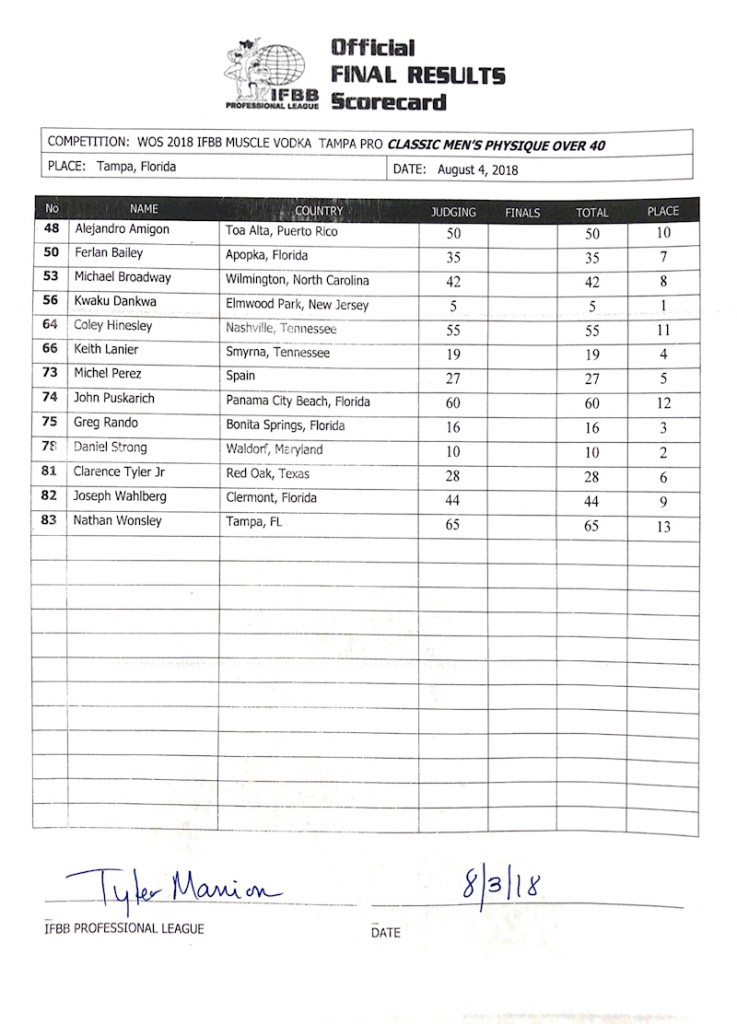 Official
FINAL RESULTS
Scorecard
IFBB
PROFESSIONAL LEAGUE
COMPETITION: WOS 2018 IFBB MUSCLE VODKA TAMPA PRO CLASSIC MEN'S PHYSIQUE OVER 40
PLACE: Tampa, Florida DATE: August 4, 2018
No NAME COUNTRY JUDGING FINALS TOTAL PLACE
48 Alejandro Amigon Toa Alta, Puerto Rico 50 50 10
50 Ferlan Bailey Apopka, Florida 35 35 7
53 Michael Broadway Wilmington, North Carolina 42 42 8
56 Kwaku Dankwa Elmwood Park, New Jersey 5 5 1
64 Coley Hinesley Nashville, Tennessee 55 55 11
66 Keith Lanier Smyrna, Tennessee 19 19 4
73 Michel Perez Spain 27 27 5
74 John Puskarich Panama City Beach, Florida 60 60 12
75 Greg Rando Bonita Springs, Florida 16 16 3
78 Daniel Strong Waldorf, Maryland 10 10 2
81 Clarence Tyler Jr Red Oak, Texas 28 28 6
82 Joseph Wahlberg Clermont, Florida 44 44 9
83 Nathan Wonsley Tampa, FL 65 65 13
Tyler Manion 8/3/18
IFBB PROFESSIONAL LEAGUE DATE